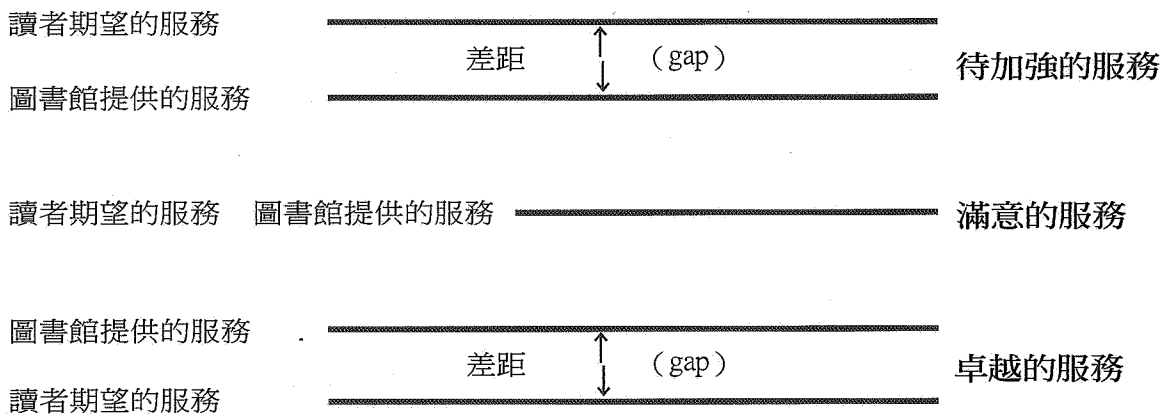 讀者期望的服務
差距 （gap） 待加強的服務
圖書館提供的服務
讀者期望的服務 圖書館提供的服務 滿意的服務
圖書館提供的服務
差距 （gap） 卓越的服務
讀者期望的服務